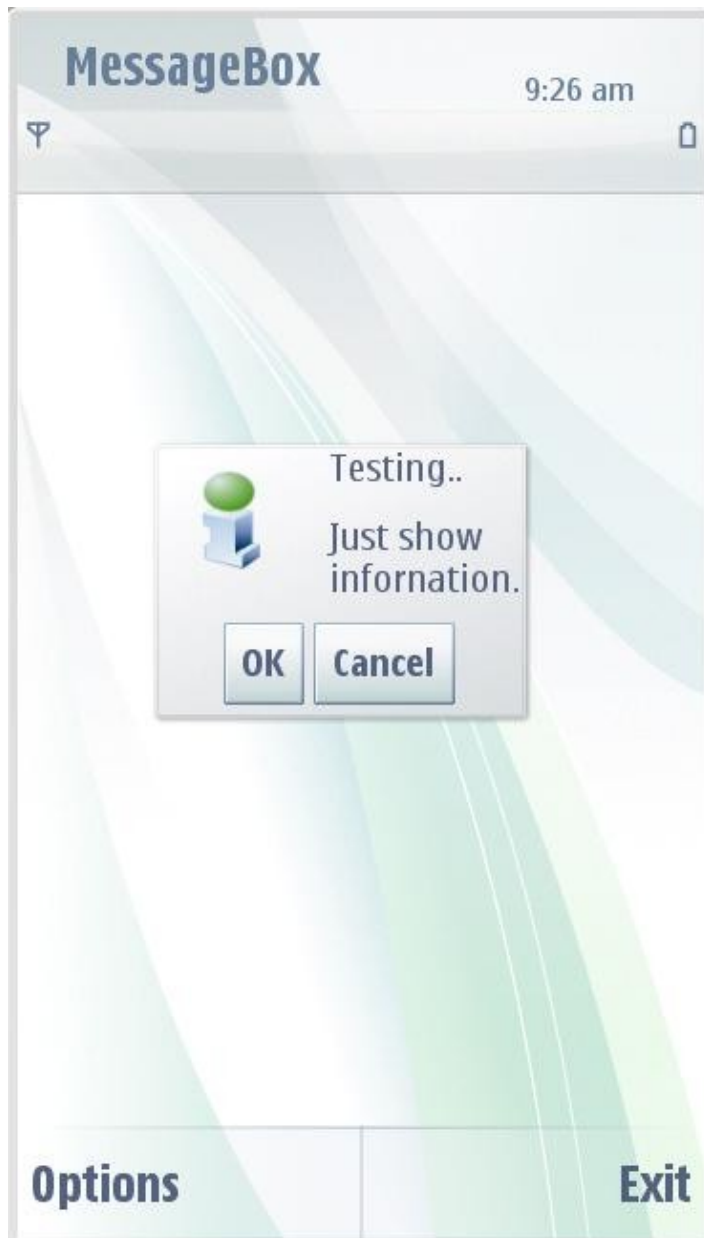 MessageBox
9:26 am
Testing..
Just show
infornation.
OK Cancel
Options Exit